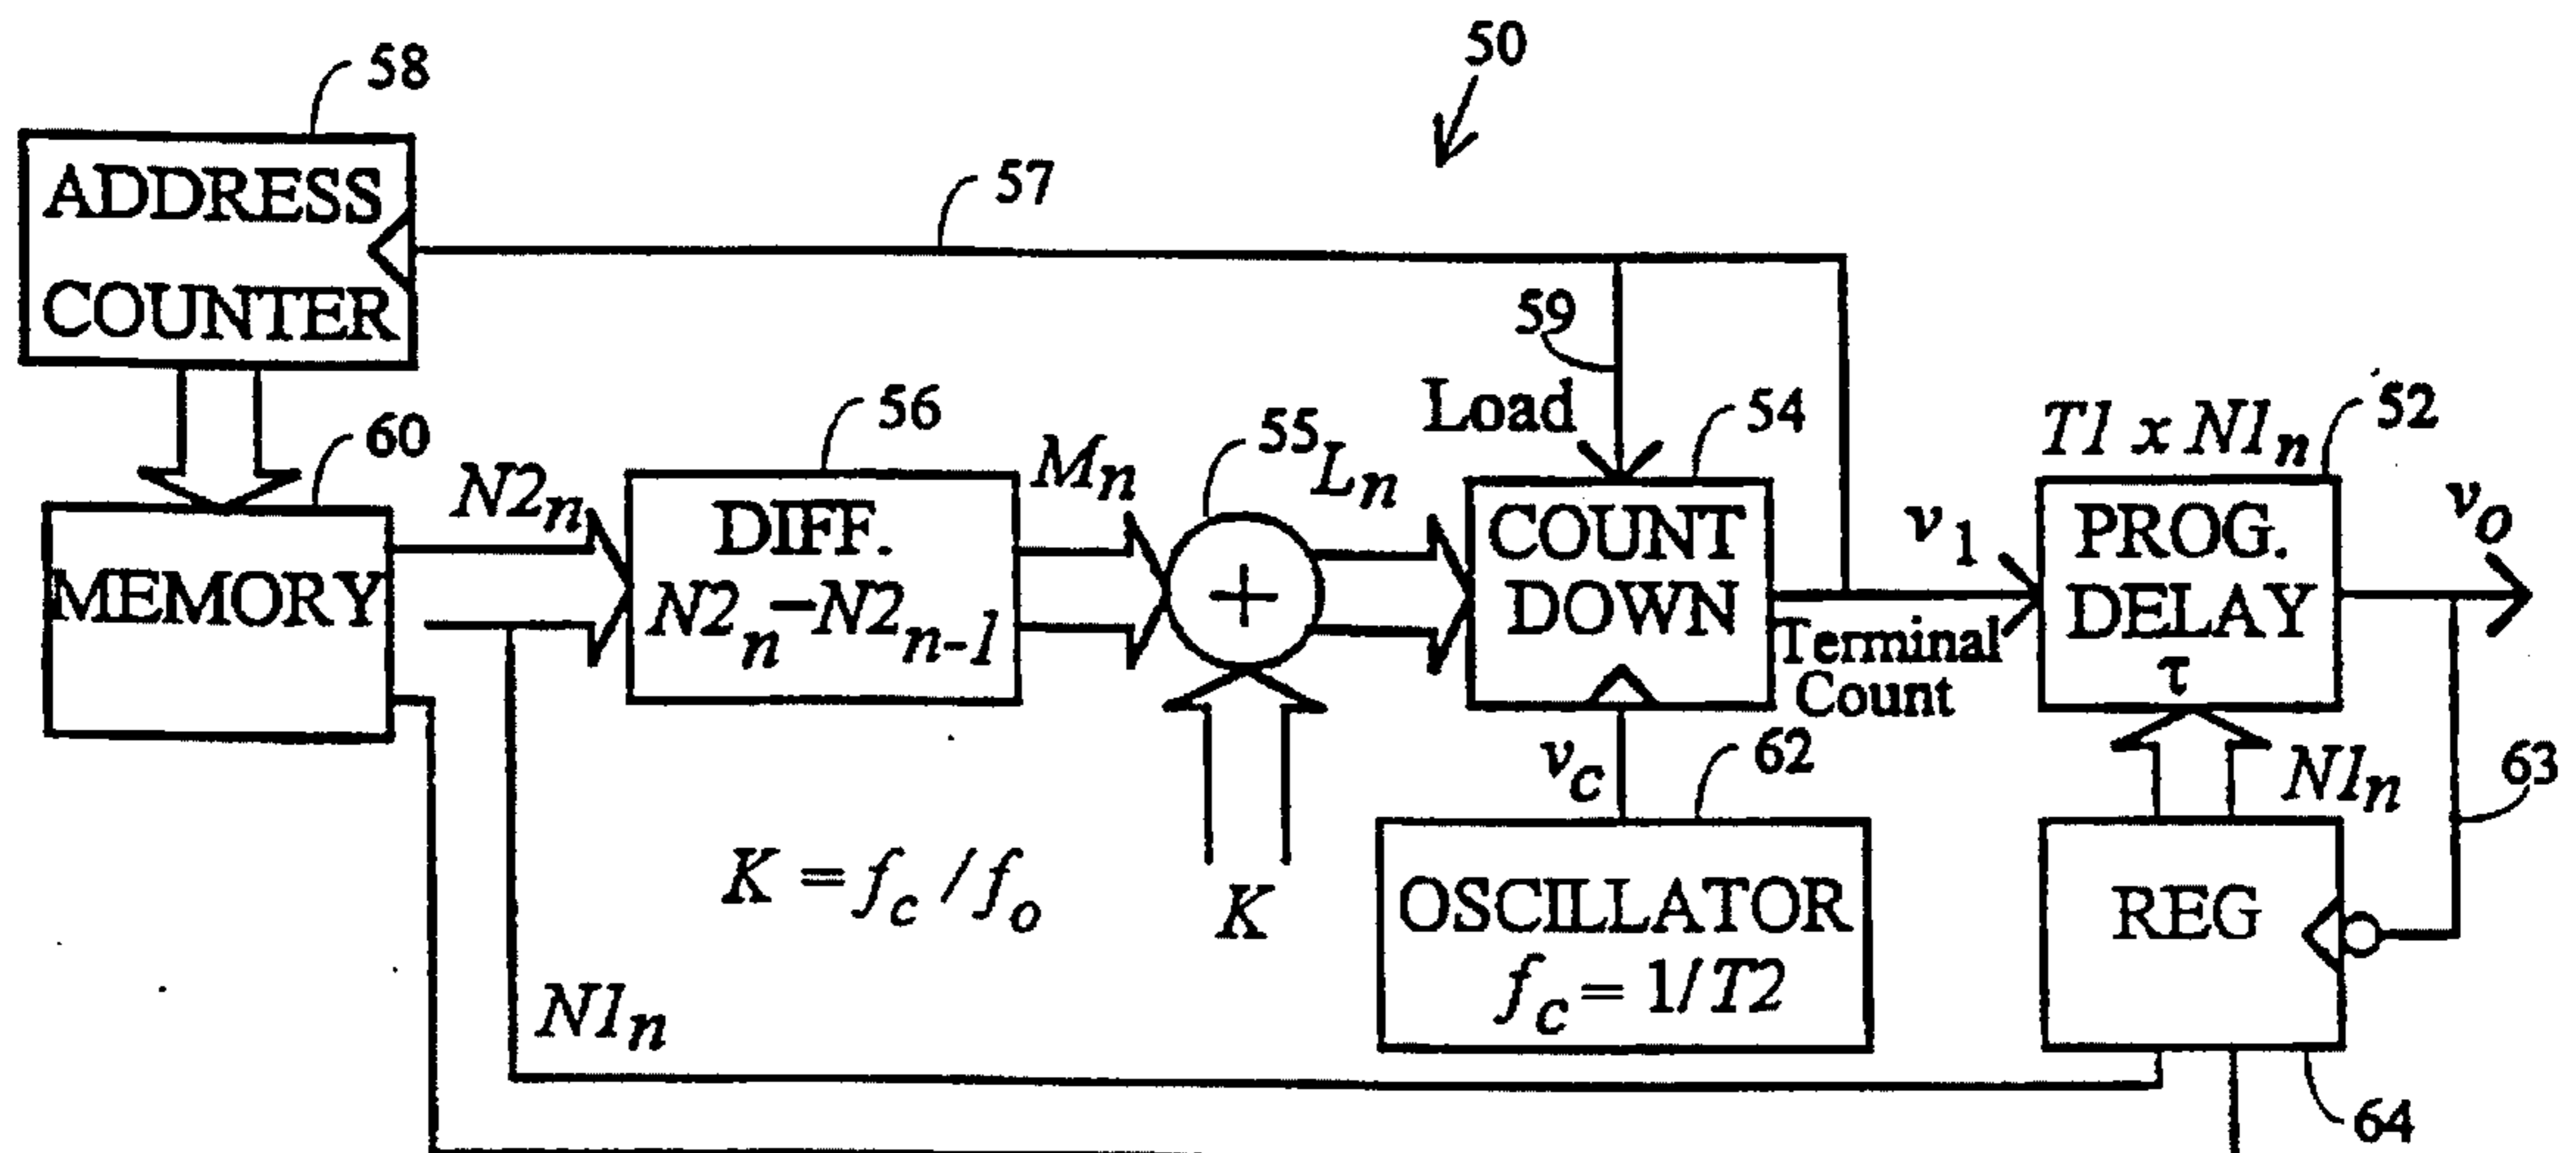 50
58
ADDRESS
COUNTER
57
59
Load
60
MEMORY
N2n
56
DIFF.
N2n-N2n-1
Mn
55
Ln
54
COUNT
DOWN
v1
Terminal
Count
T1 x N1n
52
PROG.
DELAY
τ
vo
K = fc / fo
K
vc
62
OSCILLATOR
fc = 1/T2
N1n
63
REG
64
N1n